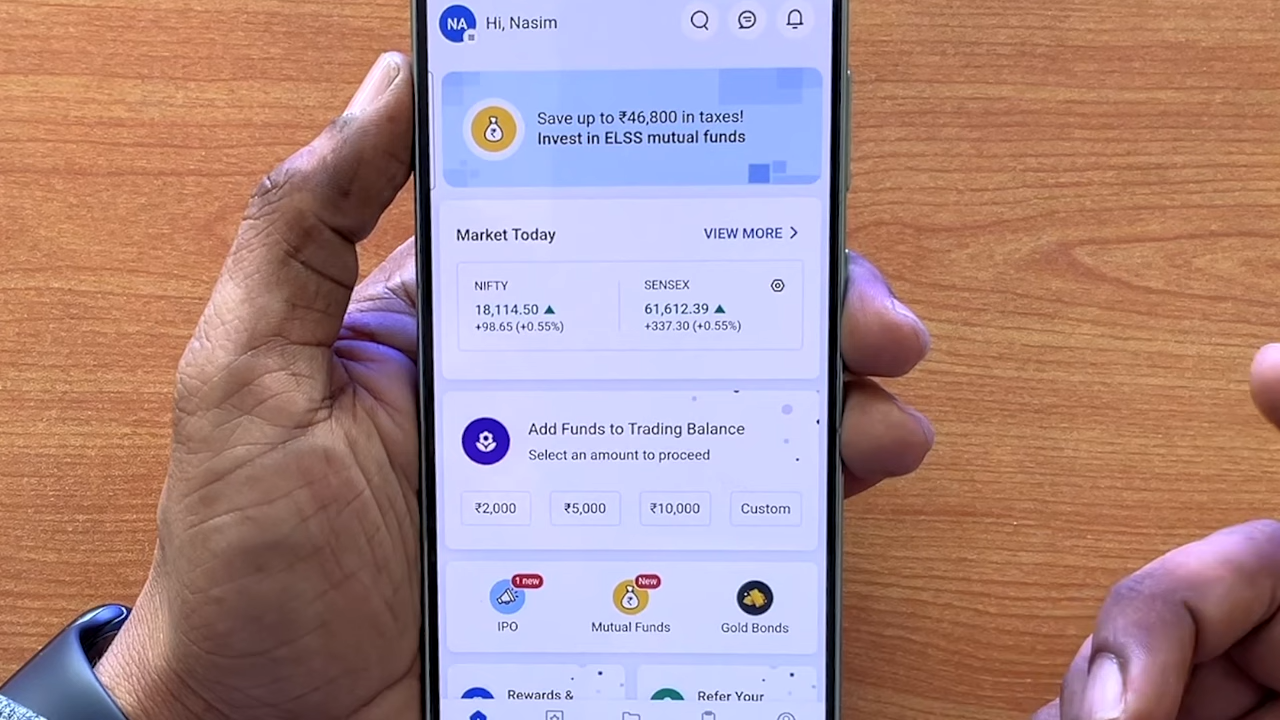 NA
Hi, Nasim
Save up to ₹46,800 in taxes!
Invest in ELSS mutual funds
Market Today
VIEW MORE
NIFTY
SENSEX
18,114.50
61,612.39
+98.65 (+0.55%)
+337.30 (+0.55%)
Add Funds to Trading Balance
Select an amount to proceed
₹2,000
₹5,000
₹10,000
Custom
1 new
New
IPO
Mutual Funds
Gold Bonds
Rewards &
Refer Your